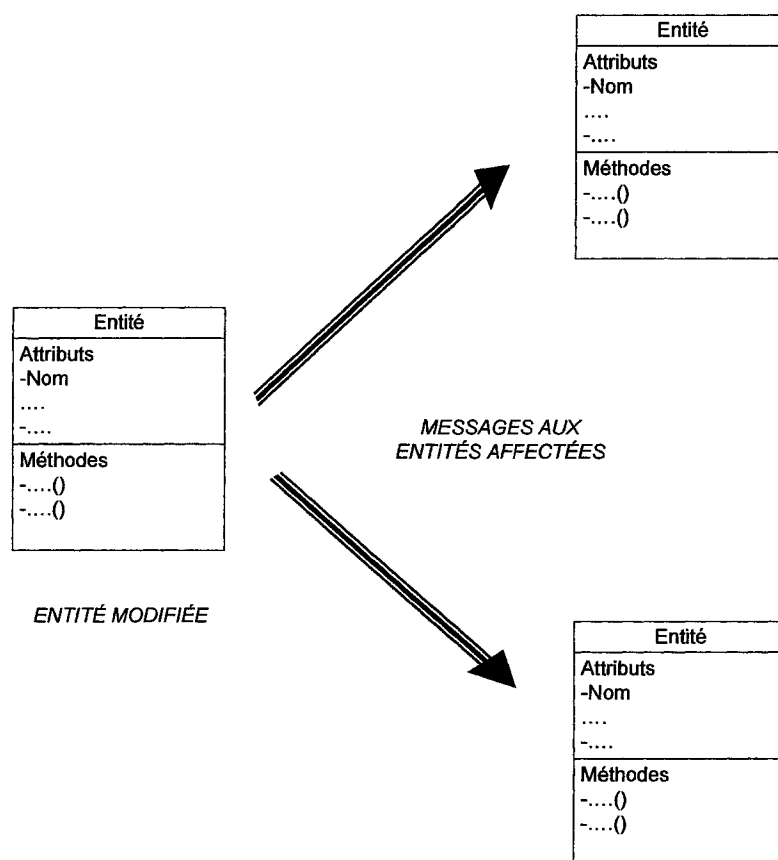 Entité
Attributs
-Nom
....
-....
Méthodes
-....()
-....()
Entité
Attributs
-Nom
....
-....
Méthodes
-....()
-....()
MESSAGES AUX
ENTITÉS AFFECTÉES
ENTITÉ MODIFIÉE
Entité
Attributs
-Nom
....
-....
Méthodes
-....()
-....()